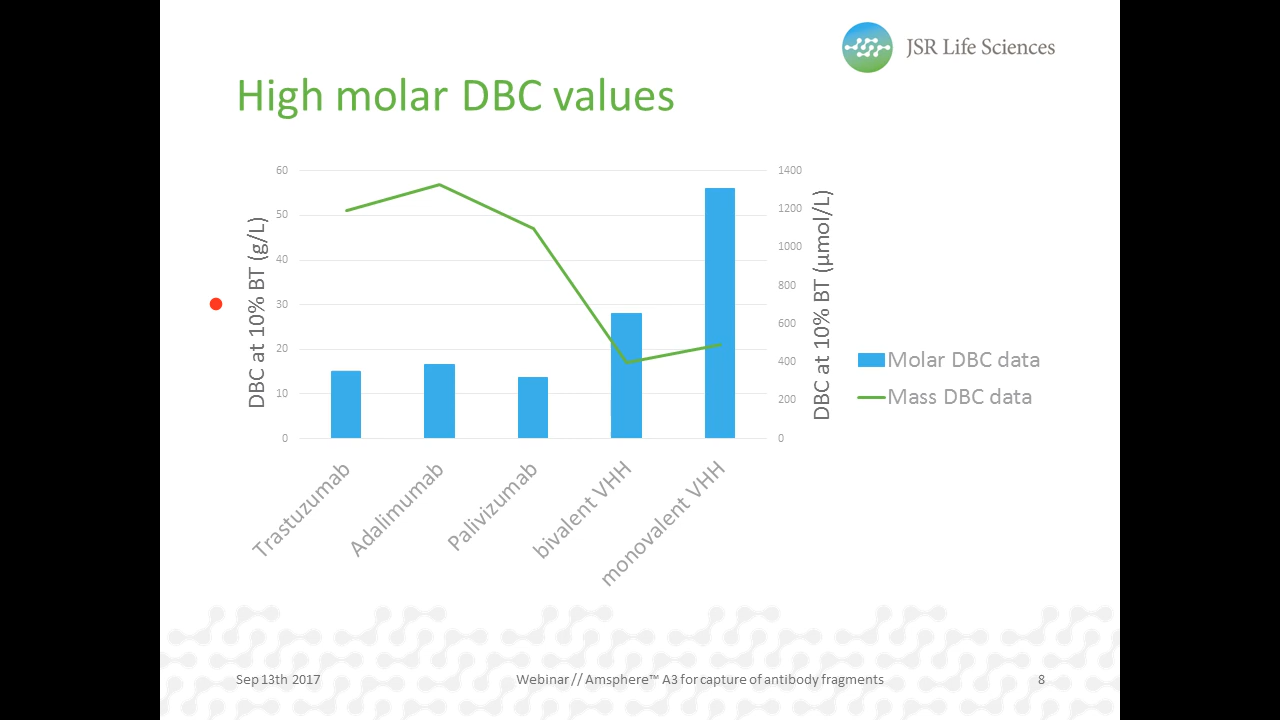 JSR Life Sciences
High molar DBC values
60
50
40
30
20
10
0
DBC at 10% BT (g/L)
1400
1200
1000
800
600
400
200
0
DBC at 10% BT (µmol/L)
Molar DBC data
Mass DBC data
Trastuzumab
Adalimumab
Palivizumab
bivalent VHH
monovalent VHH
Sep 13th 2017
Webinar // Amsphere™ A3 for capture of antibody fragments
8